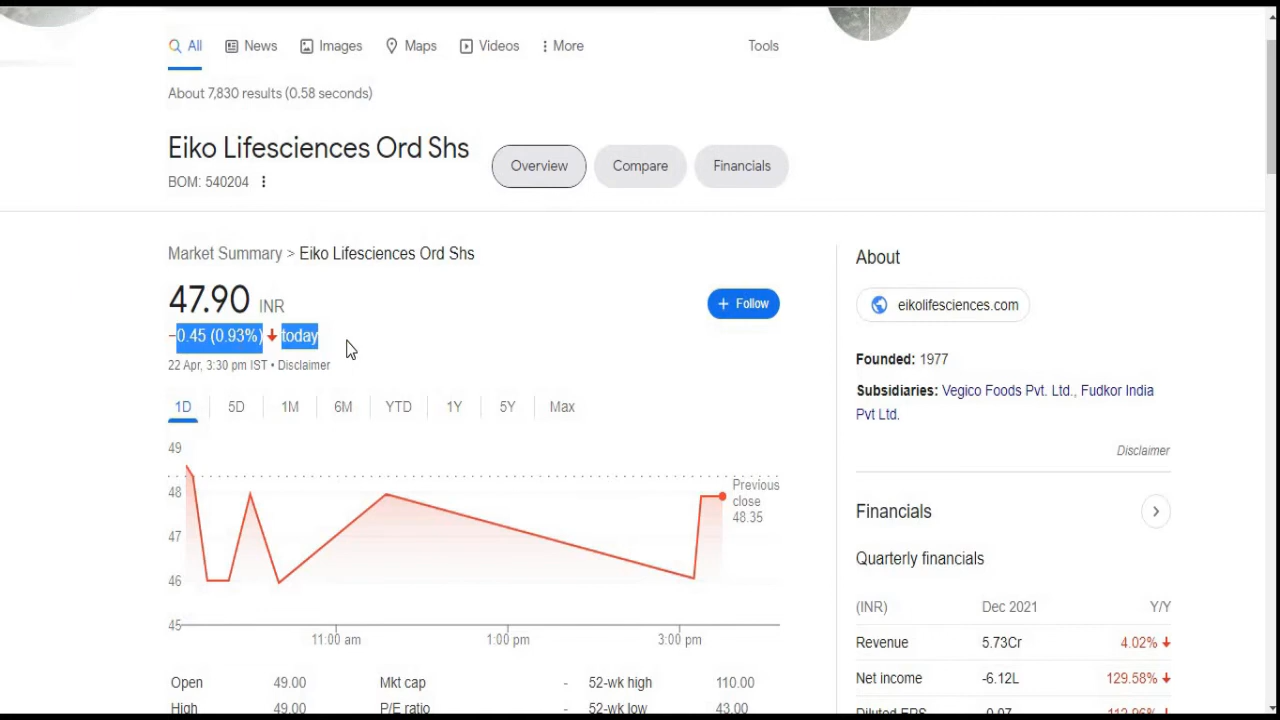 All News Images Maps Videos More Tools
About 7,830 results (0.58 seconds)
Eiko Lifesciences Ord Shs
BOM: 540204
Overview Compare Financials
Market Summary > Eiko Lifesciences Ord Shs
47.90 INR
−0.45 (0.93%) today
22 Apr, 3:30 pm IST • Disclaimer
+ Follow
1D 5D 1M 6M YTD 1Y 5Y Max
49
48
47
46
45
Previous
close
48.35
11:00 am 1:00 pm 3:00 pm
Open 49.00 Mkt cap - 52-wk high 110.00
High 49.00 P/E ratio - 52-wk low 43.00
About
eikolifesciences.com
Founded: 1977
Subsidiaries: Vegico Foods Pvt. Ltd., Fudkor India
Pvt Ltd.
Disclaimer
Financials
Quarterly financials
(INR) Dec 2021 Y/Y
Revenue 5.73Cr 4.02%
Net income -6.12L 129.58%
Diluted EPS -0.07 112.96%